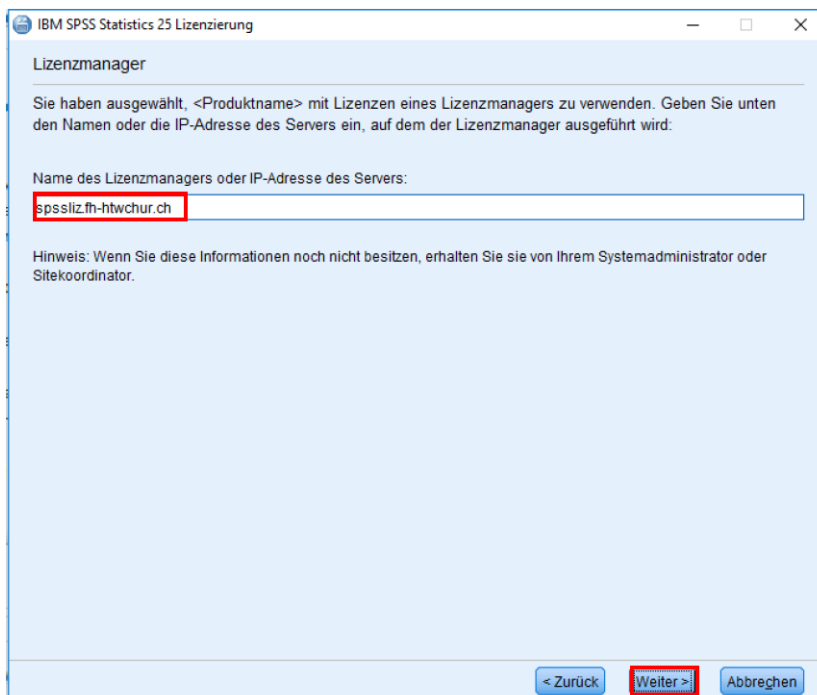 IBM SPSS Statistics 25 Lizenzierung
Lizenzmanager
Sie haben ausgewählt, <Produktname> mit Lizenzen eines Lizenzmanagers zu verwenden. Geben Sie unten
den Namen oder die IP-Adresse des Servers ein, auf dem der Lizenzmanager ausgeführt wird:
Name des Lizenzmanagers oder IP-Adresse des Servers:
spssliz.fh-htwchur.ch
Hinweis: Wenn Sie diese Informationen noch nicht besitzen, erhalten Sie sie von Ihrem Systemadministrator oder
Sitekoordinator.
< Zurück Weiter > Abbrechen